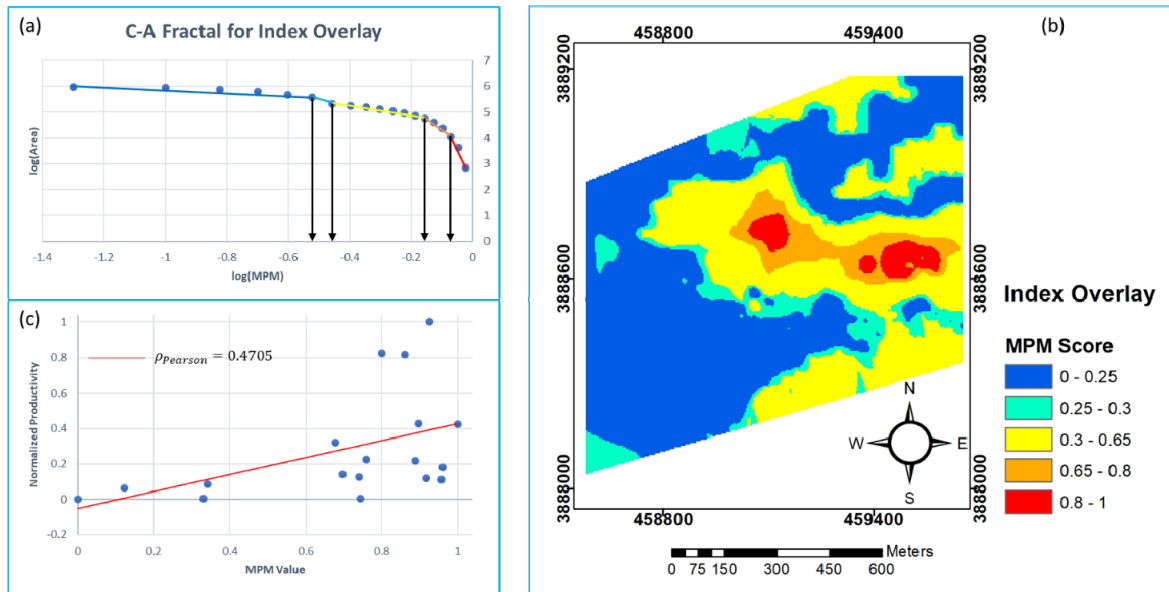 (a)
C-A Fractal for Index Overlay
7
6
5
4
3
2
1
0
log(Area)
-1.4 -1.2 -1 -0.8 -0.6 -0.4 -0.2 0
log(MPM)
(c)
ρPearson = 0.4705
1
0.8
0.6
0.4
0.2
0
-0.2
Normalized Productivity
0 0.2 0.4 0.6 0.8 1
MPM Value
(b)
458800 459400
3889200 3889200
3888600 3888600
3888000 3888000
458800 459400
N
W E
S
Meters
0 75 150 300 450 600
Index Overlay
MPM Score
0 - 0.25
0.25 - 0.3
0.3 - 0.65
0.65 - 0.8
0.8 - 1